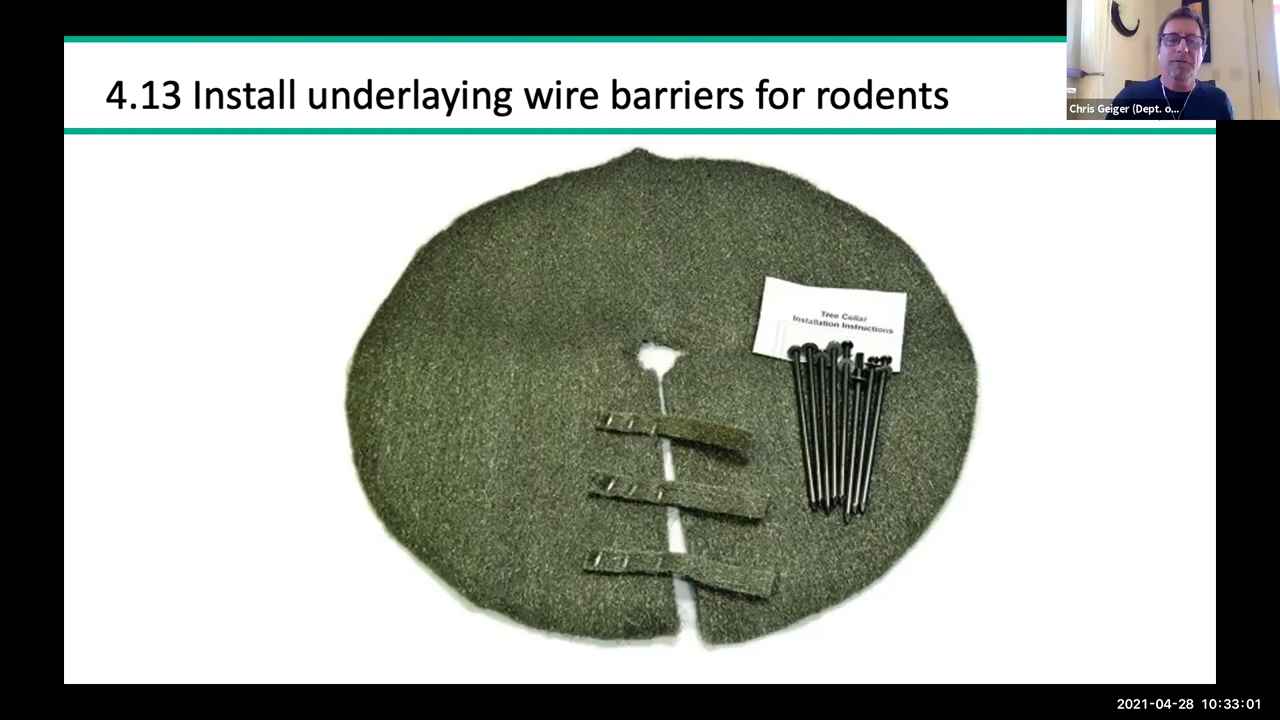 4.13 Install underlaying wire barriers for rodents
Chris Geiger (Dept. o...
Tree Collar
Installation Instructions
2021-04-28 10:33:01